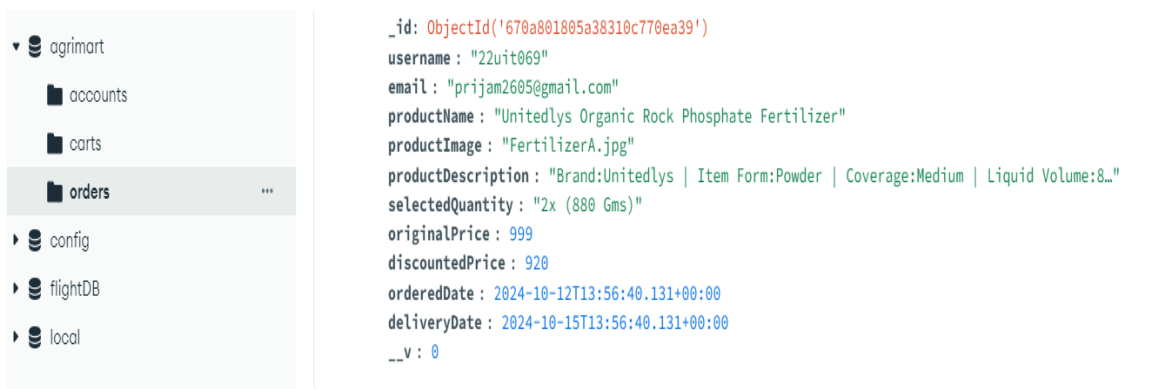 agrimart
accounts
carts
orders
config
flightDB
local
_id: ObjectId('670a801805a38310c770ea39')
username : "22uit069"
email : "prijam2605@gmail.com"
productName : "Unitedlys Organic Rock Phosphate Fertilizer"
productImage : "FertilizerA.jpg"
productDescription : "Brand:Unitedlys | Item Form:Powder | Coverage:Medium | Liquid Volume:8…"
selectedQuantity : "2x (880 Gms)"
originalPrice : 999
discountedPrice : 920
orderedDate : 2024-10-12T13:56:40.131+00:00
deliveryDate : 2024-10-15T13:56:40.131+00:00
__v : 0